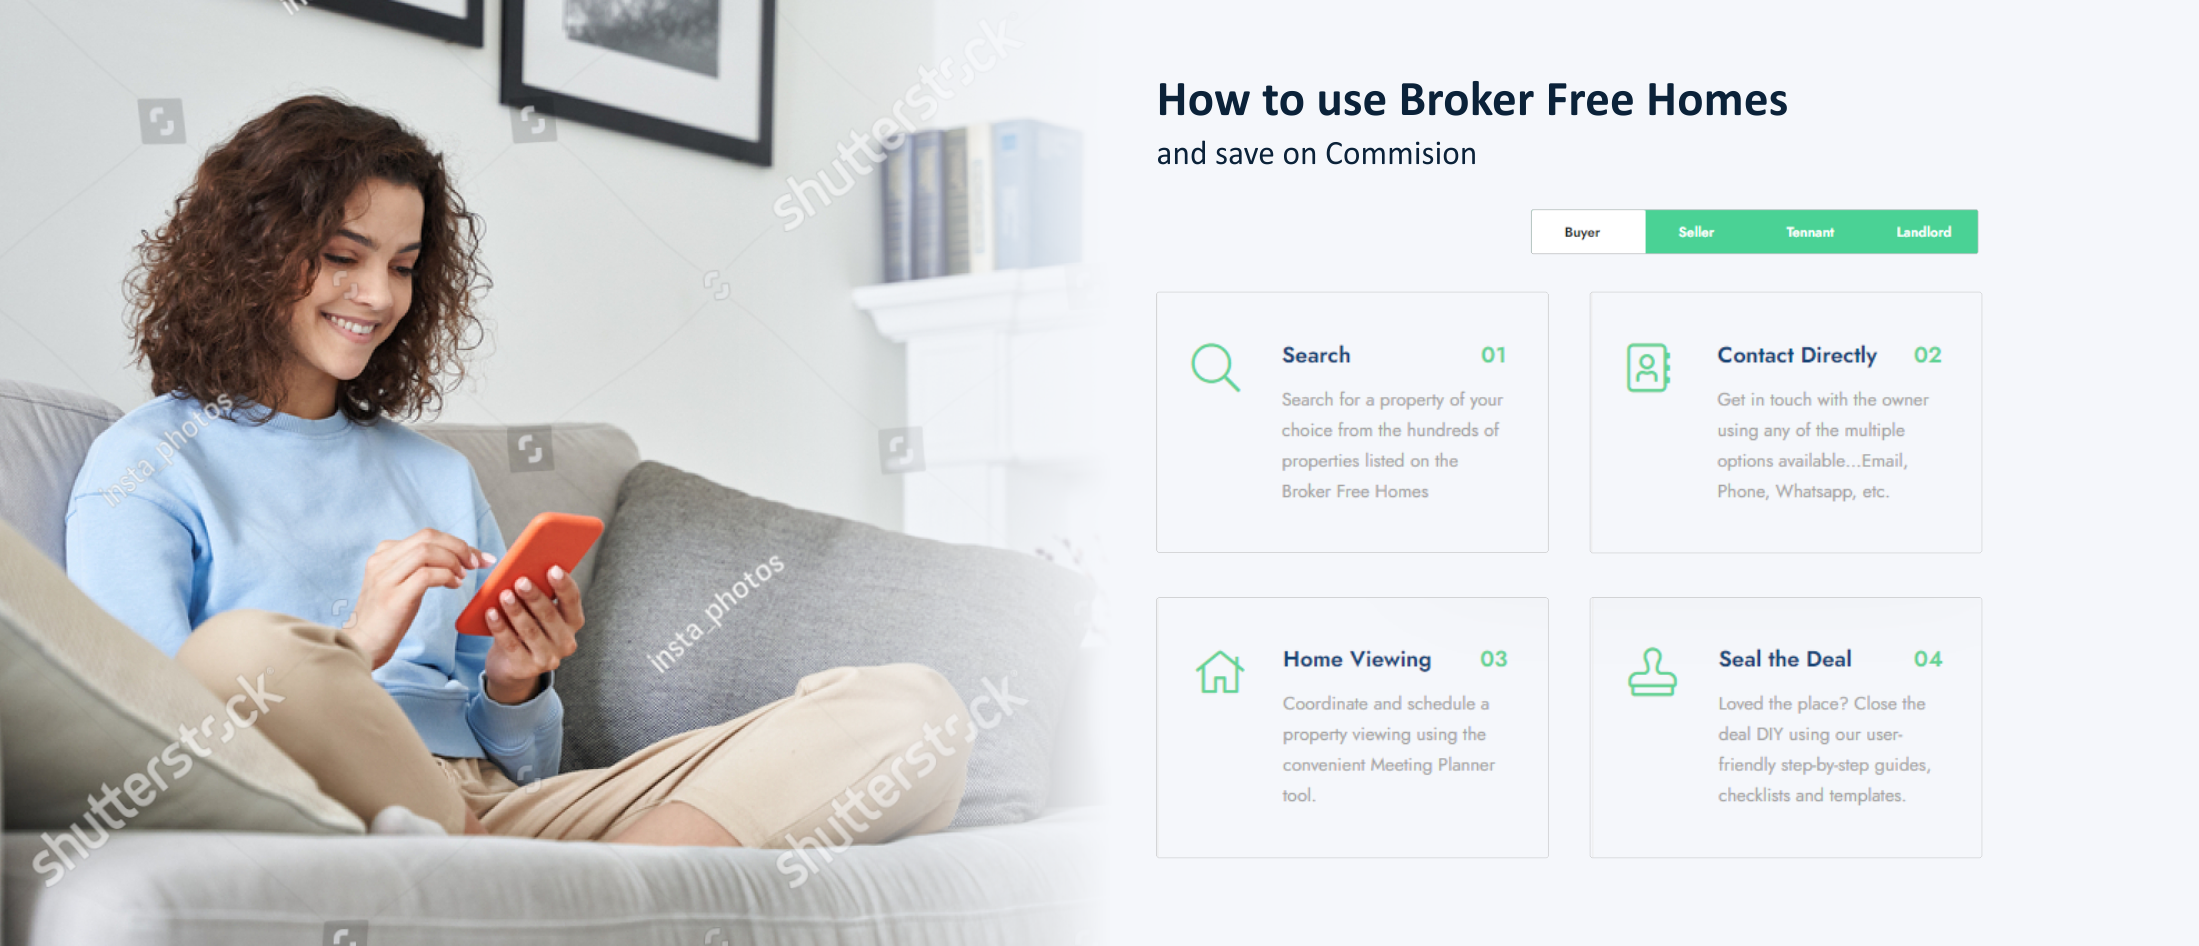 shutterstock
How to use Broker Free Homes
and save on Commision
Buyer
Seller
Tennant
Landlord
Search
01
Search for a property of your
choice from the hundreds of
properties listed on the
Broker Free Homes
Contact Directly
02
Get in touch with the owner
using any of the multiple
options available...Email,
Phone, Whatsapp, etc.
insta_photos
insta_photos
Home Viewing
03
Coordinate and schedule a
property viewing using the
convenient Meeting Planner
tool.
Seal the Deal
04
Loved the place? Close the
deal DIY using our user-
friendly step-by-step guides,
checklists and templates.
shutterstock
shutterstock